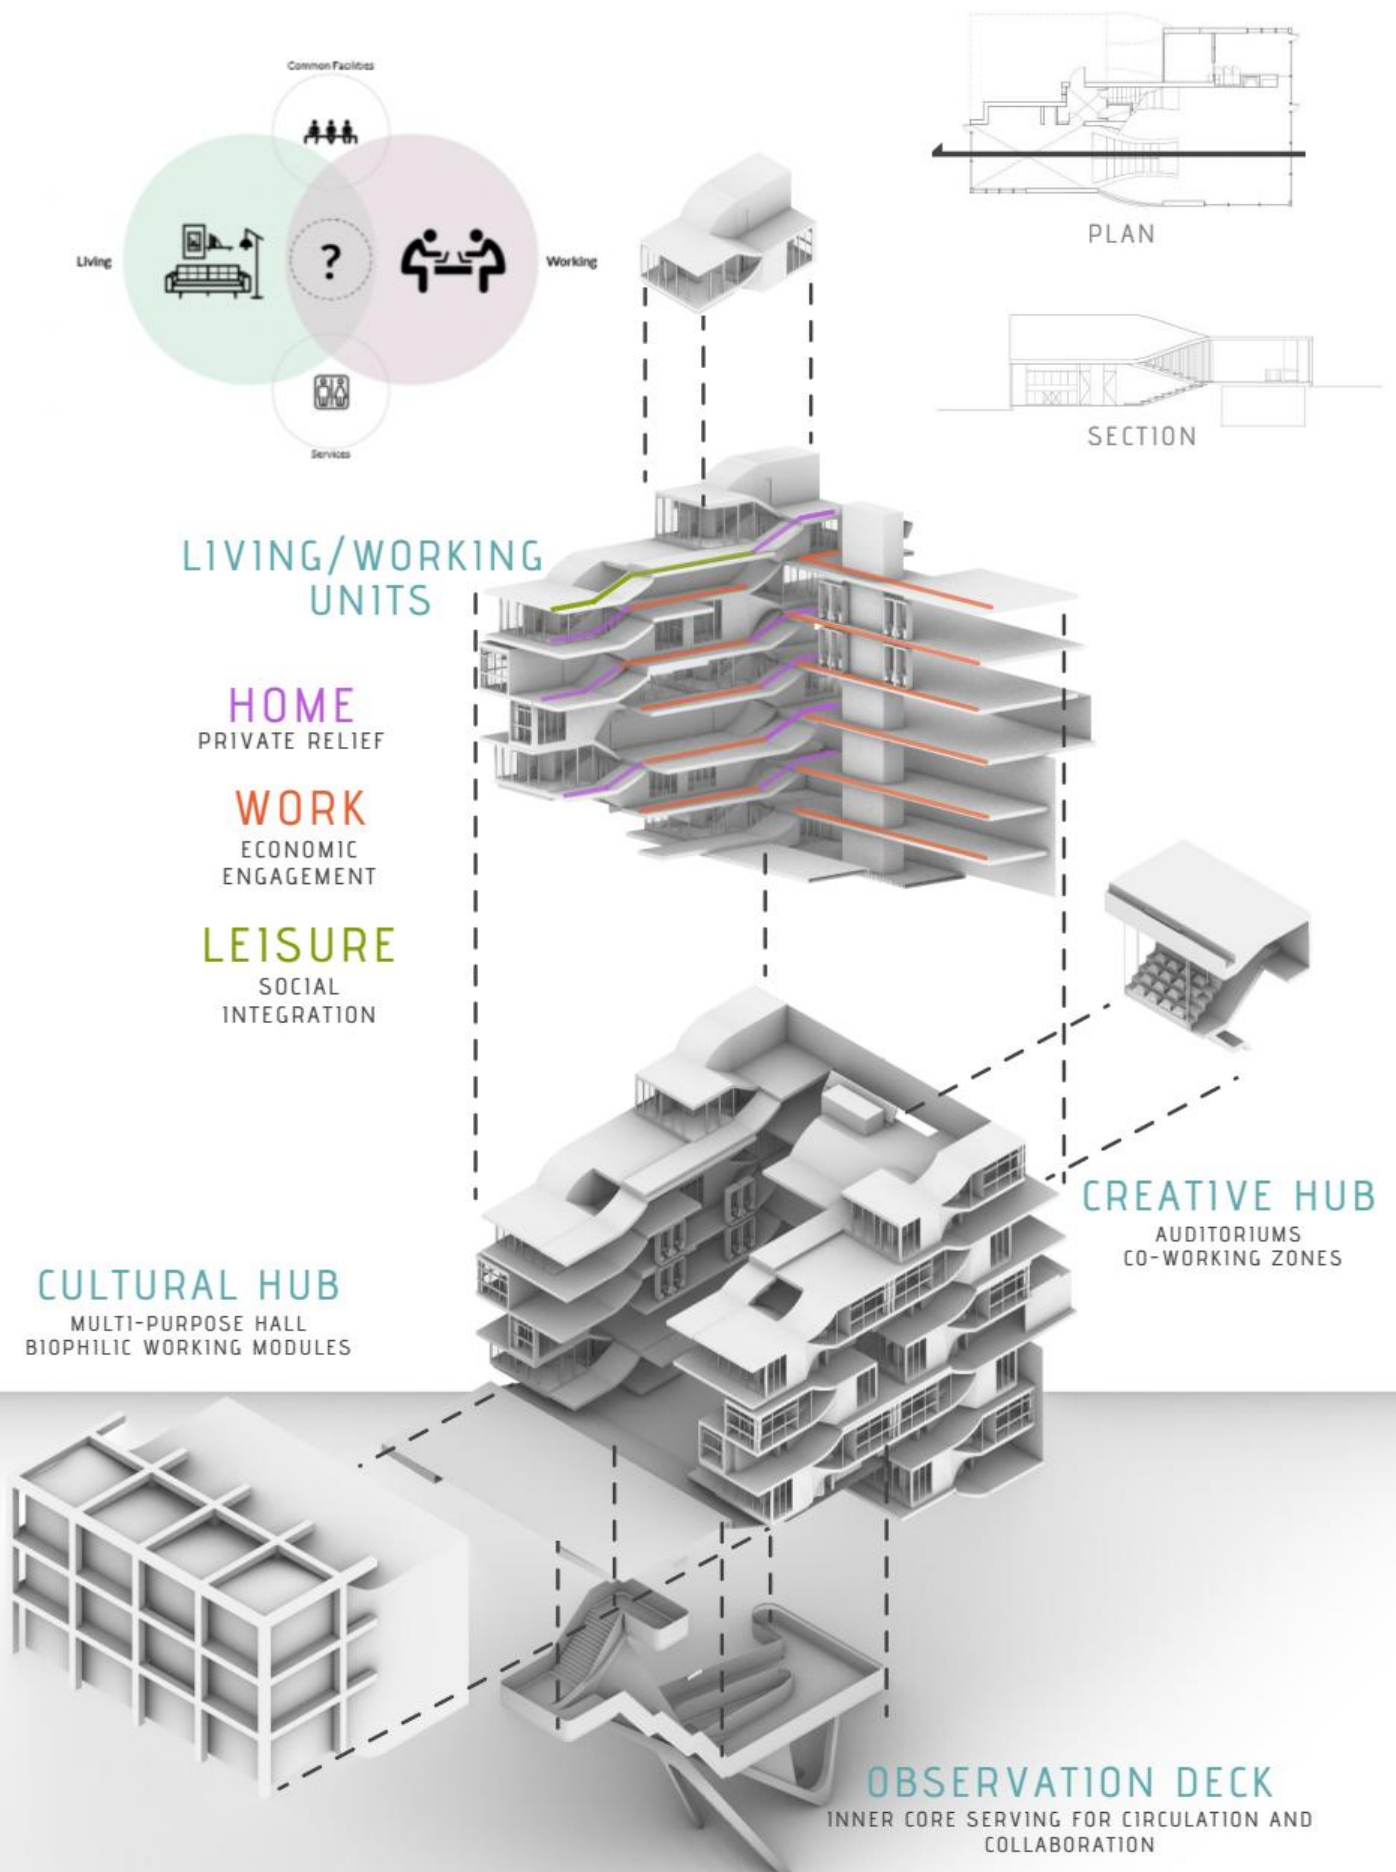 Common Facilities
Living
?
Working
Services
PLAN
SECTION
LIVING/WORKING
UNITS
HOME
PRIVATE RELIEF
WORK
ECONOMIC
ENGAGEMENT
LEISURE
SOCIAL
INTEGRATION
CREATIVE HUB
AUDITORIUMS
CO-WORKING ZONES
CULTURAL HUB
MULTI-PURPOSE HALL
BIOPHILIC WORKING MODULES
OBSERVATION DECK
INNER CORE SERVING FOR CIRCULATION AND
COLLABORATION